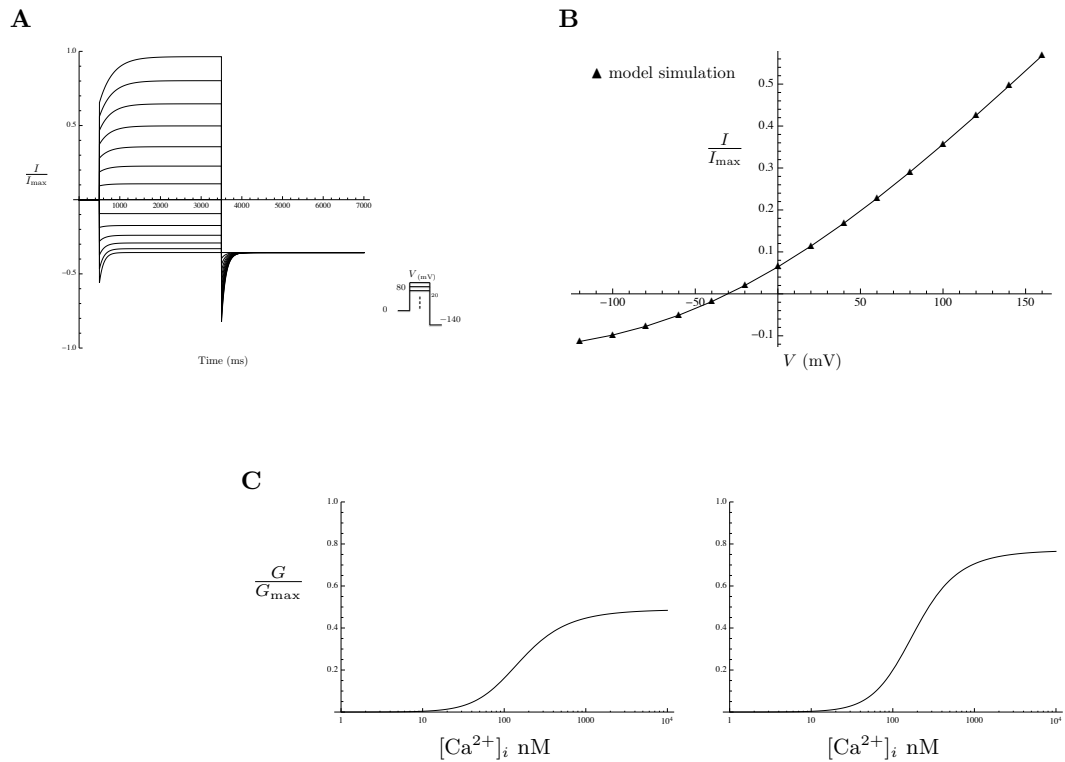 A
1.0
0.5
I
I_max
1000 2000 3000 4000 5000 6000 7000
−0.5
−1.0
Time (ms)
V (mV)
80
20
0
−140
B
▲ model simulation
0.5
0.4
I
I_max
0.3
0.2
0.1
−100 −50 0 50 100 150
−0.1
V (mV)
C
1.0
0.8
G
G_max
0.6
0.4
0.2
1 10 100 1000 10⁴
[Ca²⁺]ᵢ nM
1.0
0.8
0.6
0.4
0.2
1 10 100 1000 10⁴
[Ca²⁺]ᵢ nM